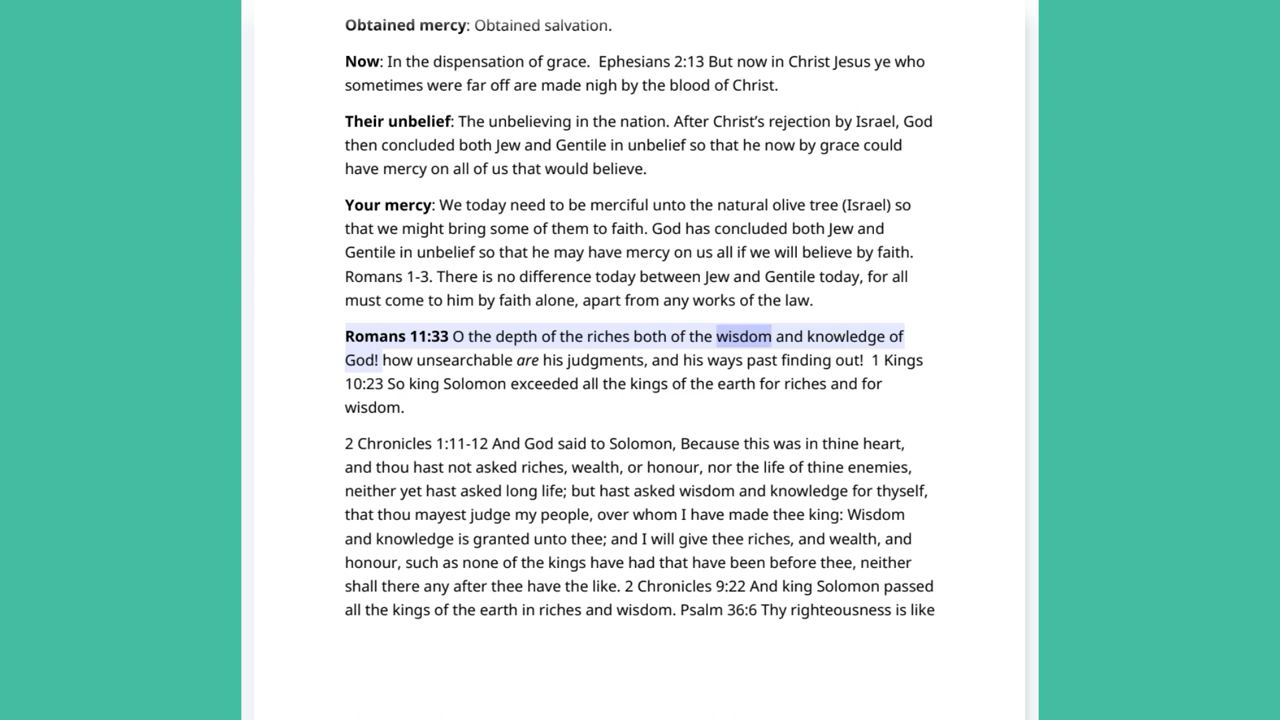 Obtained mercy: Obtained salvation.
Now: In the dispensation of grace.  Ephesians 2:13 But now in Christ Jesus ye who
sometimes were far off are made nigh by the blood of Christ.
Their unbelief: The unbelieving in the nation. After Christ’s rejection by Israel, God
then concluded both Jew and Gentile in unbelief so that he now by grace could
have mercy on all of us that would believe.
Your mercy: We today need to be merciful unto the natural olive tree (Israel) so
that we might bring some of them to faith. God has concluded both Jew and
Gentile in unbelief so that he may have mercy on us all if we will believe by faith.
Romans 1-3. There is no difference today between Jew and Gentile today, for all
must come to him by faith alone, apart from any works of the law.
Romans 11:33 O the depth of the riches both of the wisdom and knowledge of
God! how unsearchable are his judgments, and his ways past finding out!  1 Kings
10:23 So king Solomon exceeded all the kings of the earth for riches and for
wisdom.
2 Chronicles 1:11-12 And God said to Solomon, Because this was in thine heart,
and thou hast not asked riches, wealth, or honour, nor the life of thine enemies,
neither yet hast asked long life; but hast asked wisdom and knowledge for thyself,
that thou mayest judge my people, over whom I have made thee king: Wisdom
and knowledge is granted unto thee; and I will give thee riches, and wealth, and
honour, such as none of the kings have had that have been before thee, neither
shall there any after thee have the like. 2 Chronicles 9:22 And king Solomon passed
all the kings of the earth in riches and wisdom. Psalm 36:6 Thy righteousness is like